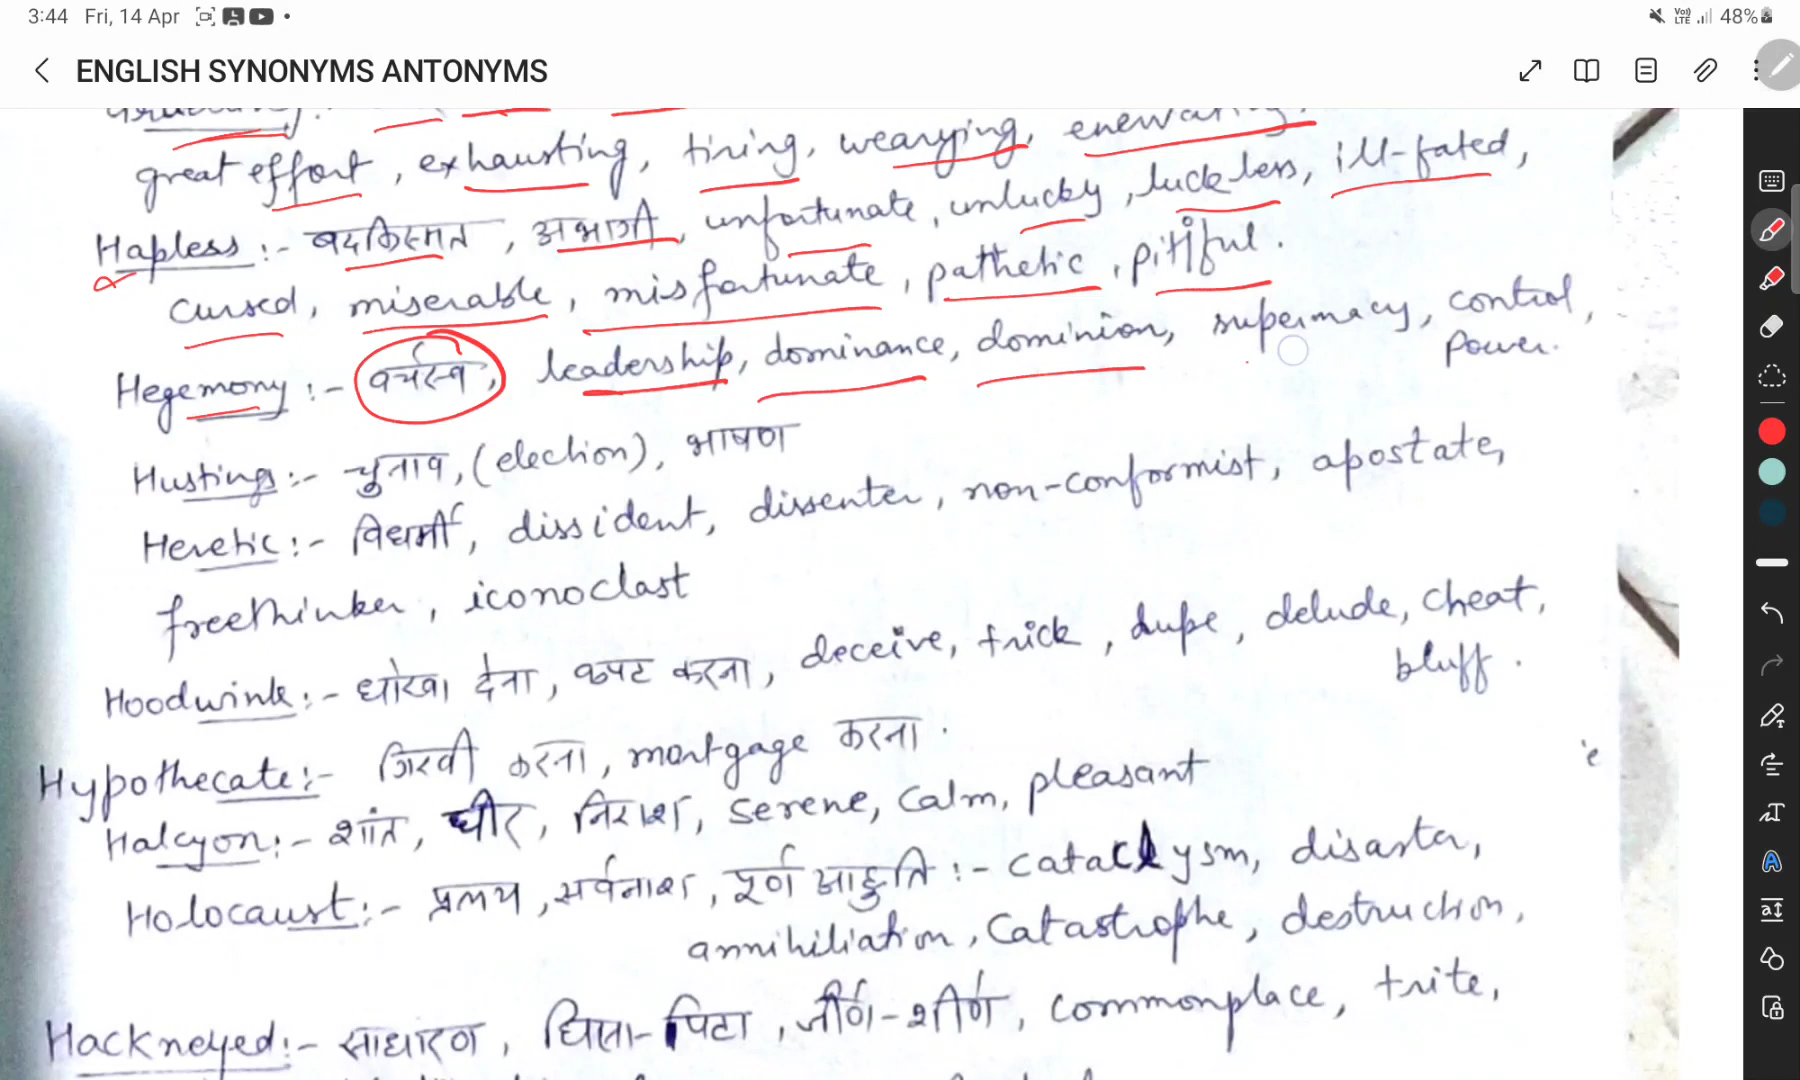 3:44 Fri, 14 Apr
48%
ENGLISH SYNONYMS ANTONYMS
great effort, exhausting, tiring, wearying,
Hapless :- बदकिस्मत, अभागी, unfortunate, unlucky, luckless, ill-fated,
cursed, miserable, misfortunate, pathetic, pitiful.
Hegemony :- वर्चस्व, leadership, dominance, dominion, supermacy, control,
power.
Husting :- चुनाव, (election), भाषण
Heretic :- विधर्मी, dissident, dissenter, non-conformist, apostate,
freethinker, iconoclast
Hoodwink :- धोखा देना, कपट करना, deceive, trick, dupe, delude, cheat,
bluff.
Hypothecate :- गिरवी करना, mortgage करना.
Halcyon :- शांत, धीर, serene, calm, pleasant
Holocaust :- प्रलय, सर्वनाश, पूर्ण आहुति :- cataclysm, disaster,
annihiliation, catastrophe, destruction,
Hackneyed :- साधारण, घिसा-पिटा, जीर्ण-शीर्ण, commonplace, trite,